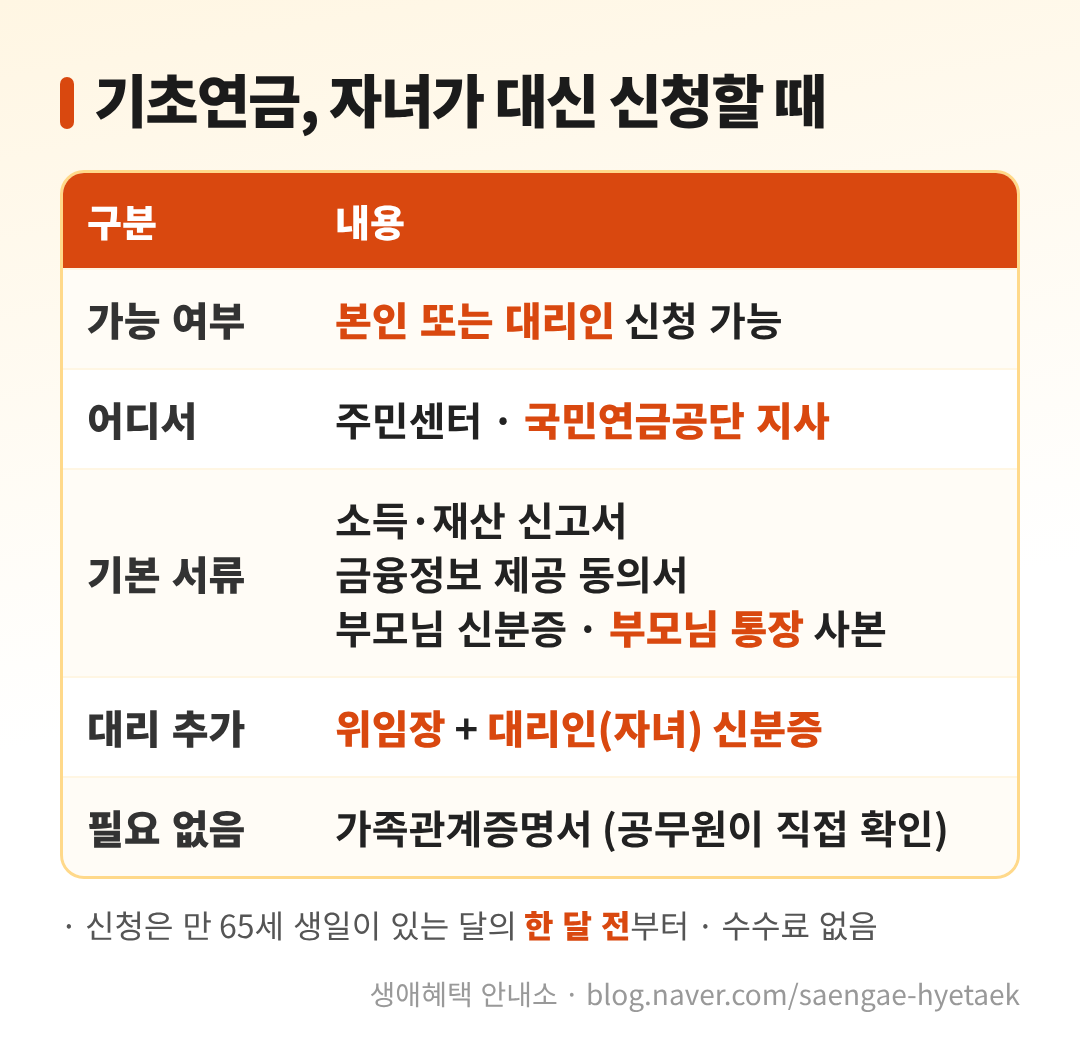 기초연금, 자녀가 대신 신청할 때
구분 내용
가능 여부 본인 또는 대리인 신청 가능
어디서 주민센터 · 국민연금공단 지사
기본 서류
소득·재산 신고서
금융정보 제공 동의서
부모님 신분증 · 부모님 통장 사본
대리 추가 위임장 + 대리인(자녀) 신분증
필요 없음 가족관계증명서 (공무원이 직접 확인)
· 신청은 만 65세 생일이 있는 달의 한 달 전부터 · 수수료 없음
생애혜택 안내소 · blog.naver.com/saengae-hyetaek